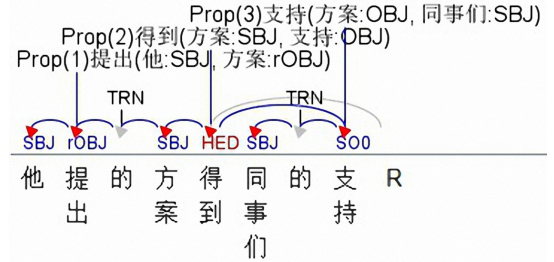 Prop(3)支持(方案:OBJ, 同事们:SBJ)
Prop(2)得到(方案:SBJ, 支持:OBJ)
Prop(1)提出(他:SBJ, 方案:rOBJ)
TRN TRN
SBJ rOBJ SBJ HED SBJ SO0
他 提出 的 方案 得到 同事们 的 支持 R